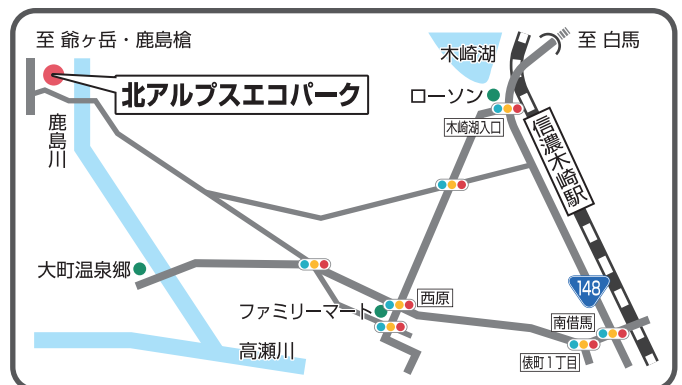 至 爺ヶ岳・鹿島槍
木崎湖
至 白馬
北アルプスエコパーク
ローソン
木崎湖入口
鹿島川
信濃木崎駅
大町温泉郷
148
西原
ファミリーマート
南借馬
高瀬川
俵町1丁目